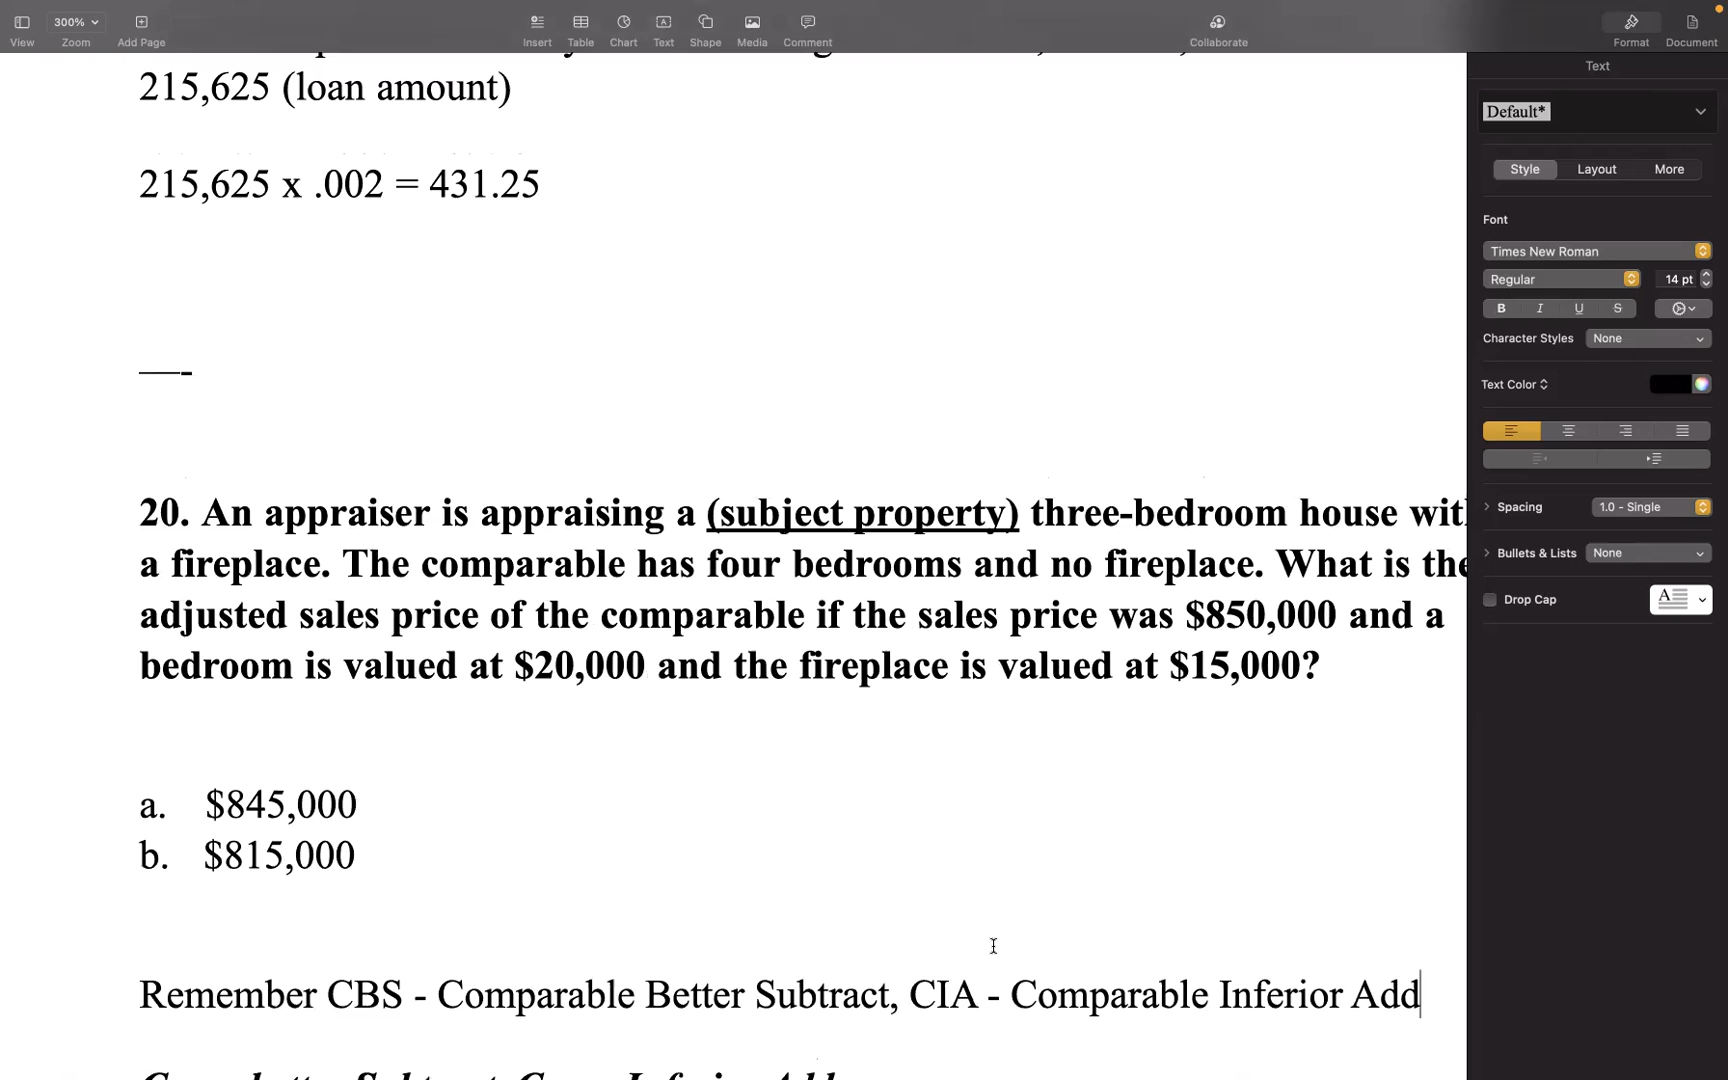 300%
View
Zoom
Add Page
Insert
Table
Chart
Text
Shape
Media
Comment
Collaborate
Format
Document
215,625 (loan amount)
215,625 x .002 = 431.25
—-
20. An appraiser is appraising a (subject property) three-bedroom house wit
a fireplace. The comparable has four bedrooms and no fireplace. What is the
adjusted sales price of the comparable if the sales price was $850,000 and a
bedroom is valued at $20,000 and the fireplace is valued at $15,000?
a. $845,000
b. $815,000
Remember CBS - Comparable Better Subtract, CIA - Comparable Inferior Add
Text
Default*
Style
Layout
More
Font
Times New Roman
Regular
14 pt
B I U S
Character Styles
None
Text Color
Spacing
1.0 - Single
Bullets & Lists
None
Drop Cap
A